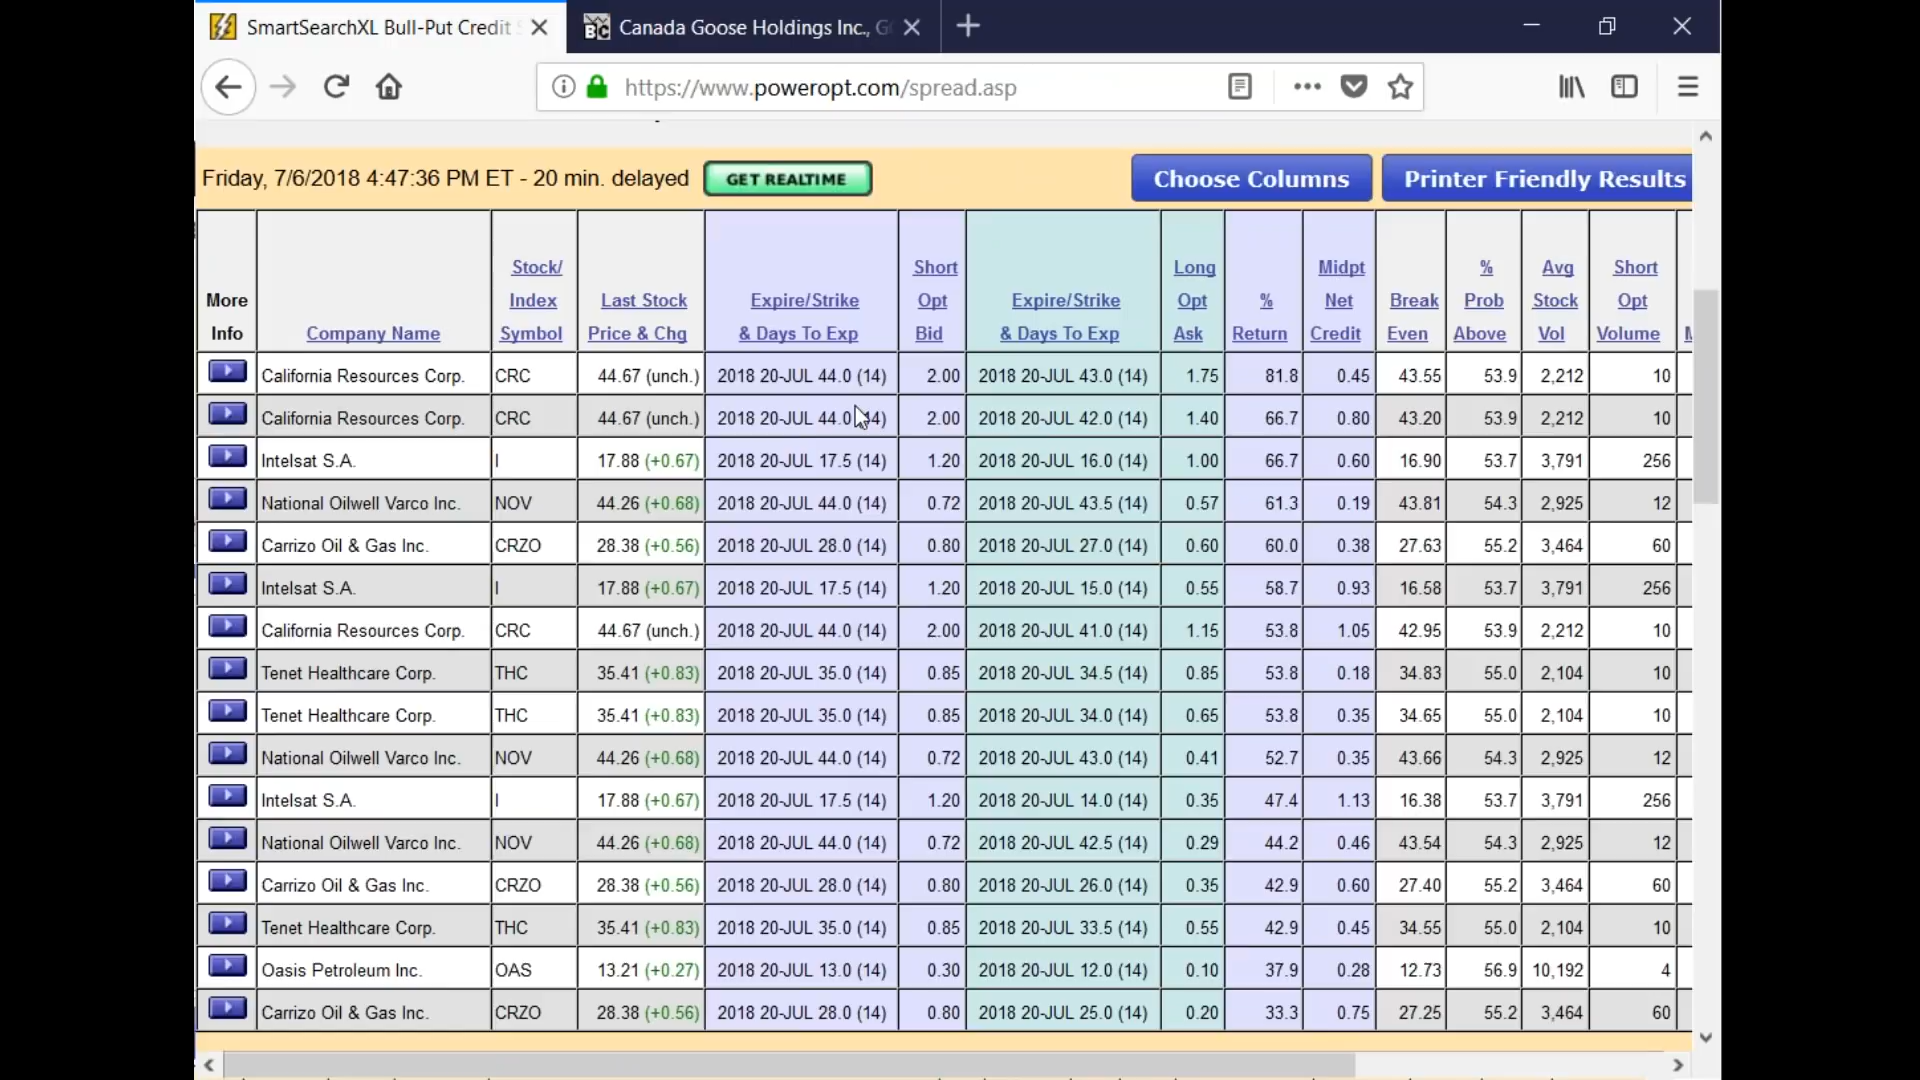 SmartSearchXL Bull-Put Credit
Canada Goose Holdings Inc.,
https://www.poweropt.com/spread.asp
Friday, 7/6/2018 4:47:36 PM ET - 20 min. delayed GET REALTIME Choose Columns Printer Friendly Results
More Info Company Name Stock/ Index Symbol Last Stock Price & Chg Expire/Strike & Days To Exp Short Opt Bid Expire/Strike & Days To Exp Long Opt Ask % Return Midpt Net Credit Break Even % Prob Above Avg Stock Vol Short Opt Volume
California Resources Corp. CRC 44.67 (unch.) 2018 20-JUL 44.0 (14) 2.00 2018 20-JUL 43.0 (14) 1.75 81.8 0.45 43.55 53.9 2,212 10
California Resources Corp. CRC 44.67 (unch.) 2018 20-JUL 44.0 (14) 2.00 2018 20-JUL 42.0 (14) 1.40 66.7 0.80 43.20 53.9 2,212 10
Intelsat S.A. I 17.88 (+0.67) 2018 20-JUL 17.5 (14) 1.20 2018 20-JUL 16.0 (14) 1.00 66.7 0.60 16.90 53.7 3,791 256
National Oilwell Varco Inc. NOV 44.26 (+0.68) 2018 20-JUL 44.0 (14) 0.72 2018 20-JUL 43.5 (14) 0.57 61.3 0.19 43.81 54.3 2,925 12
Carrizo Oil & Gas Inc. CRZO 28.38 (+0.56) 2018 20-JUL 28.0 (14) 0.80 2018 20-JUL 27.0 (14) 0.60 60.0 0.38 27.63 55.2 3,464 60
Intelsat S.A. I 17.88 (+0.67) 2018 20-JUL 17.5 (14) 1.20 2018 20-JUL 15.0 (14) 0.55 58.7 0.93 16.58 53.7 3,791 256
California Resources Corp. CRC 44.67 (unch.) 2018 20-JUL 44.0 (14) 2.00 2018 20-JUL 41.0 (14) 1.15 53.8 1.05 42.95 53.9 2,212 10
Tenet Healthcare Corp. THC 35.41 (+0.83) 2018 20-JUL 35.0 (14) 0.85 2018 20-JUL 34.5 (14) 0.85 53.8 0.18 34.83 55.0 2,104 10
Tenet Healthcare Corp. THC 35.41 (+0.83) 2018 20-JUL 35.0 (14) 0.85 2018 20-JUL 34.0 (14) 0.65 53.8 0.35 34.65 55.0 2,104 10
National Oilwell Varco Inc. NOV 44.26 (+0.68) 2018 20-JUL 44.0 (14) 0.72 2018 20-JUL 43.0 (14) 0.41 52.7 0.35 43.66 54.3 2,925 12
Intelsat S.A. I 17.88 (+0.67) 2018 20-JUL 17.5 (14) 1.20 2018 20-JUL 14.0 (14) 0.35 47.4 1.13 16.38 53.7 3,791 256
National Oilwell Varco Inc. NOV 44.26 (+0.68) 2018 20-JUL 44.0 (14) 0.72 2018 20-JUL 42.5 (14) 0.29 44.2 0.46 43.54 54.3 2,925 12
Carrizo Oil & Gas Inc. CRZO 28.38 (+0.56) 2018 20-JUL 28.0 (14) 0.80 2018 20-JUL 26.0 (14) 0.35 42.9 0.60 27.40 55.2 3,464 60
Tenet Healthcare Corp. THC 35.41 (+0.83) 2018 20-JUL 35.0 (14) 0.85 2018 20-JUL 33.5 (14) 0.55 42.9 0.45 34.55 55.0 2,104 10
Oasis Petroleum Inc. OAS 13.21 (+0.27) 2018 20-JUL 13.0 (14) 0.30 2018 20-JUL 12.0 (14) 0.10 37.9 0.28 12.73 56.9 10,192 4
Carrizo Oil & Gas Inc. CRZO 28.38 (+0.56) 2018 20-JUL 28.0 (14) 0.80 2018 20-JUL 25.0 (14) 0.20 33.3 0.75 27.25 55.2 3,464 60